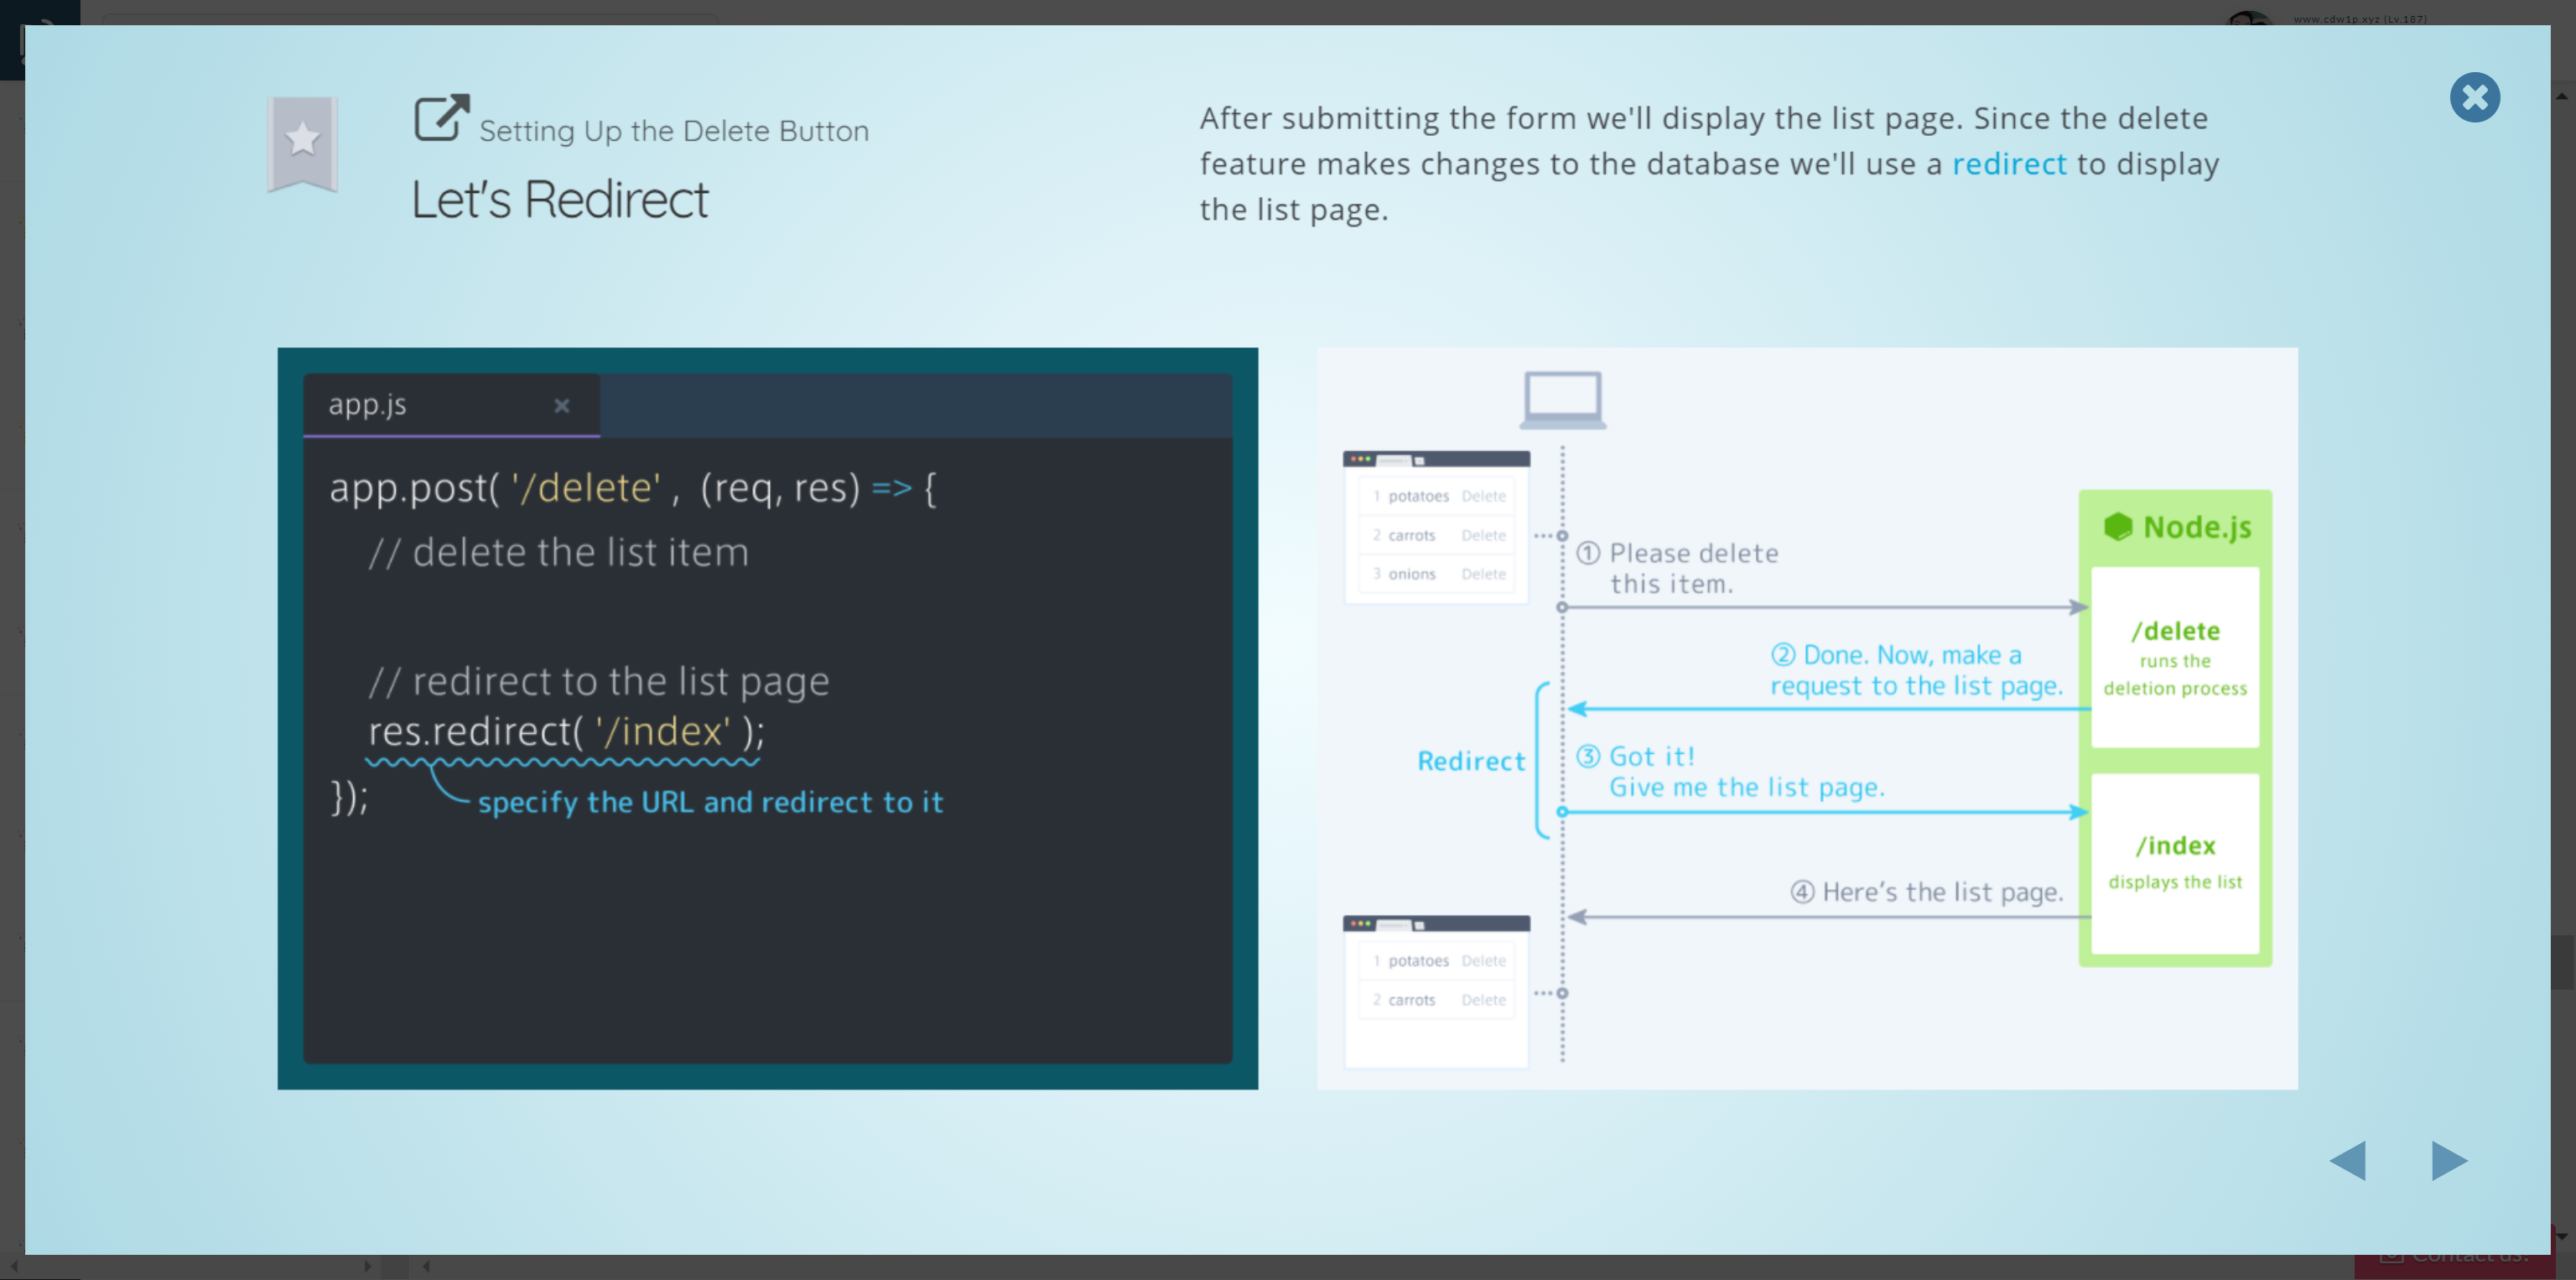 www.cdw1p.xyz (Lv.187)
Setting Up the Delete Button
Let's Redirect
After submitting the form we'll display the list page. Since the delete
feature makes changes to the database we'll use a redirect to display
the list page.
app.js
app.post( '/delete' , (req, res) => {
// delete the list item
// redirect to the list page
res.redirect( '/index' );
});
specify the URL and redirect to it
1 potatoes Delete
2 carrots Delete
3 onions Delete
① Please delete
this item.
② Done. Now, make a
request to the list page.
Redirect
③ Got it!
Give me the list page.
④ Here's the list page.
Node.js
/delete
runs the
deletion process
/index
displays the list
1 potatoes Delete
2 carrots Delete
Contact us!